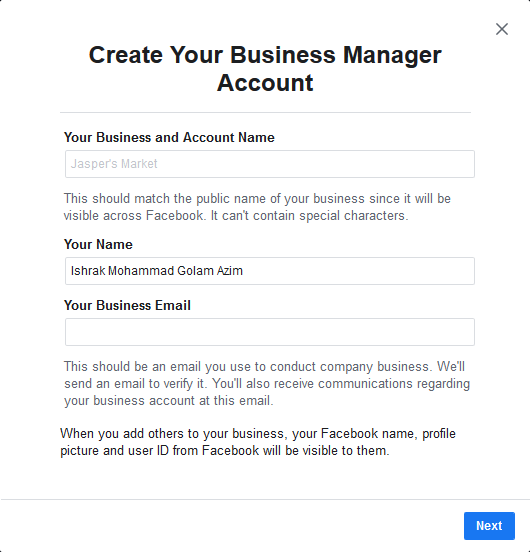 Create Your Business Manager
Account
Your Business and Account Name
Jasper's Market
This should match the public name of your business since it will be
visible across Facebook. It can't contain special characters.
Your Name
Ishrak Mohammad Golam Azim
Your Business Email
This should be an email you use to conduct company business. We'll
send an email to verify it. You'll also receive communications regarding
your business account at this email.
When you add others to your business, your Facebook name, profile
picture and user ID from Facebook will be visible to them.
Next